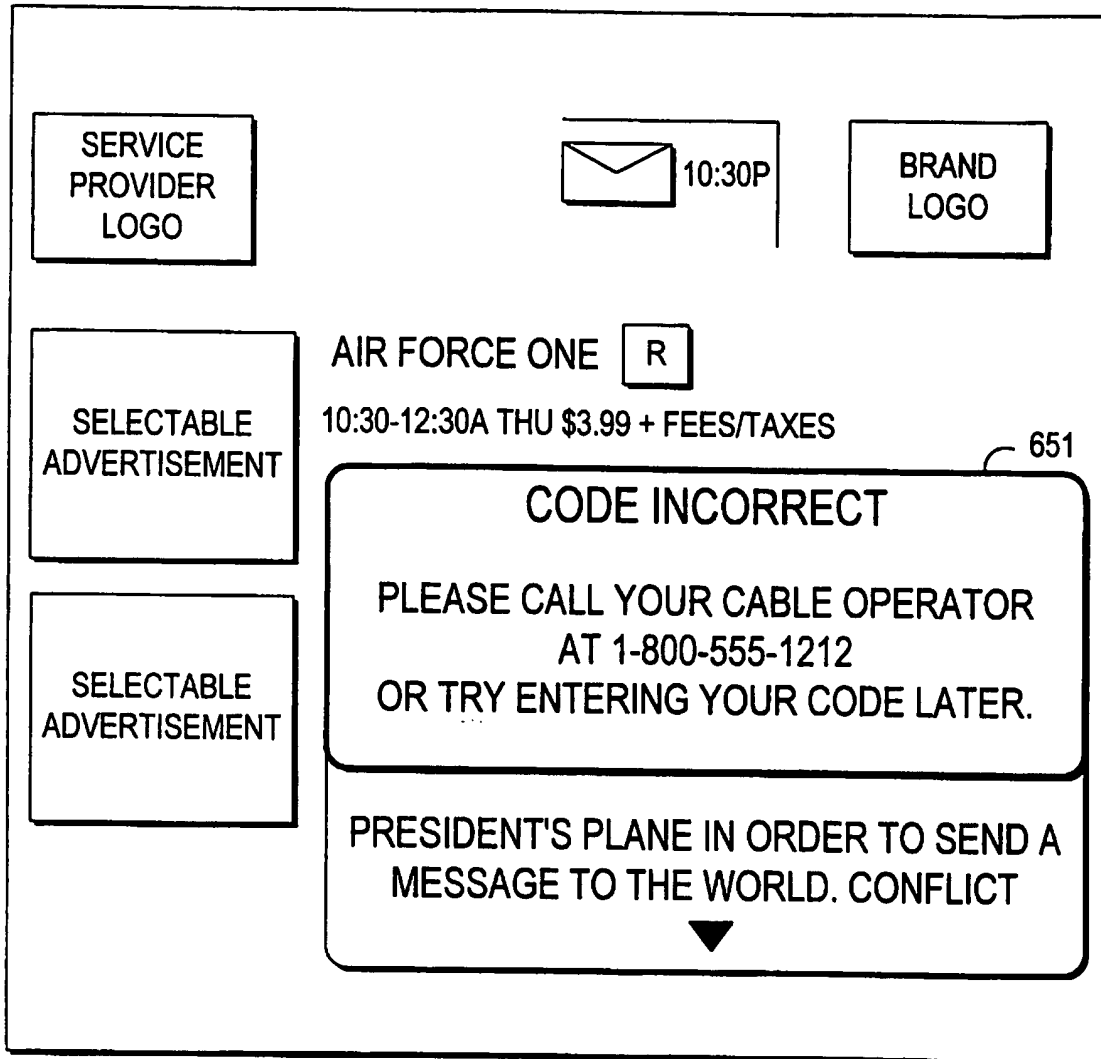 SERVICE
PROVIDER
LOGO
10:30P
BRAND
LOGO
AIR FORCE ONE R
10:30-12:30A THU $3.99 + FEES/TAXES
651
SELECTABLE
ADVERTISEMENT
CODE INCORRECT
PLEASE CALL YOUR CABLE OPERATOR
AT 1-800-555-1212
OR TRY ENTERING YOUR CODE LATER.
SELECTABLE
ADVERTISEMENT
PRESIDENT'S PLANE IN ORDER TO SEND A
MESSAGE TO THE WORLD. CONFLICT